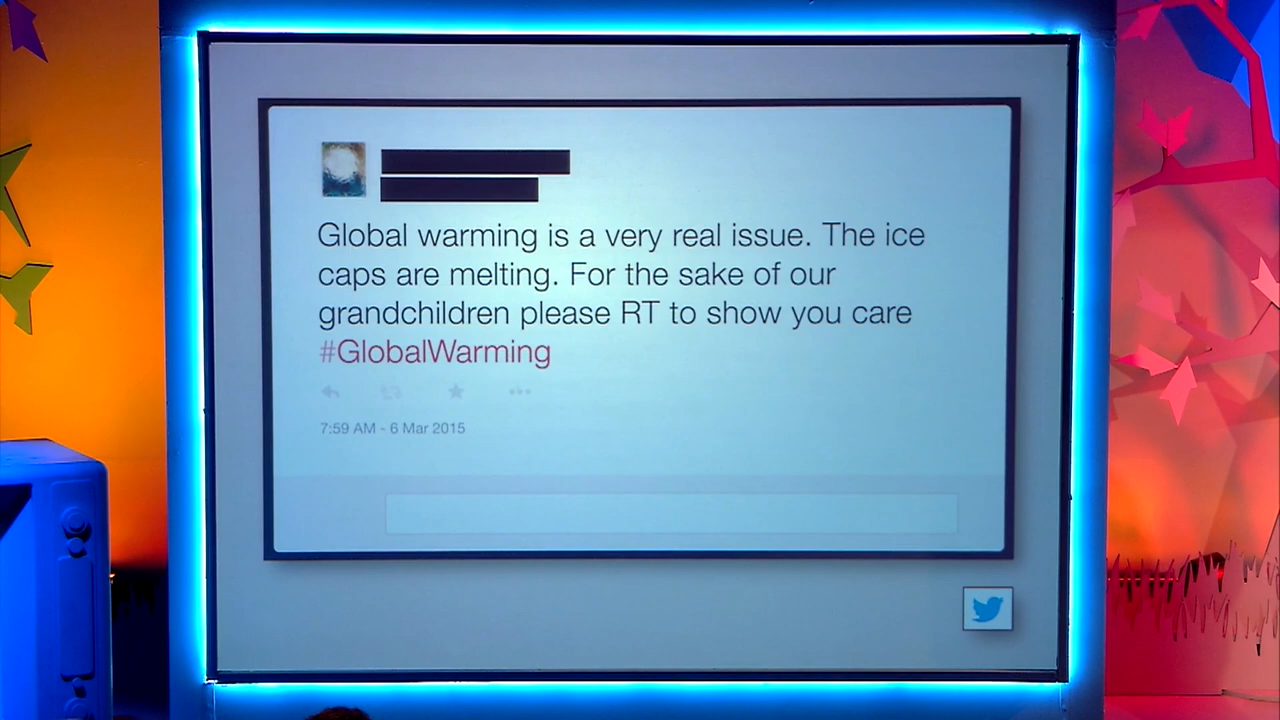 Global warming is a very real issue. The ice
caps are melting. For the sake of our
grandchildren please RT to show you care
#GlobalWarming
7:59 AM - 6 Mar 2015